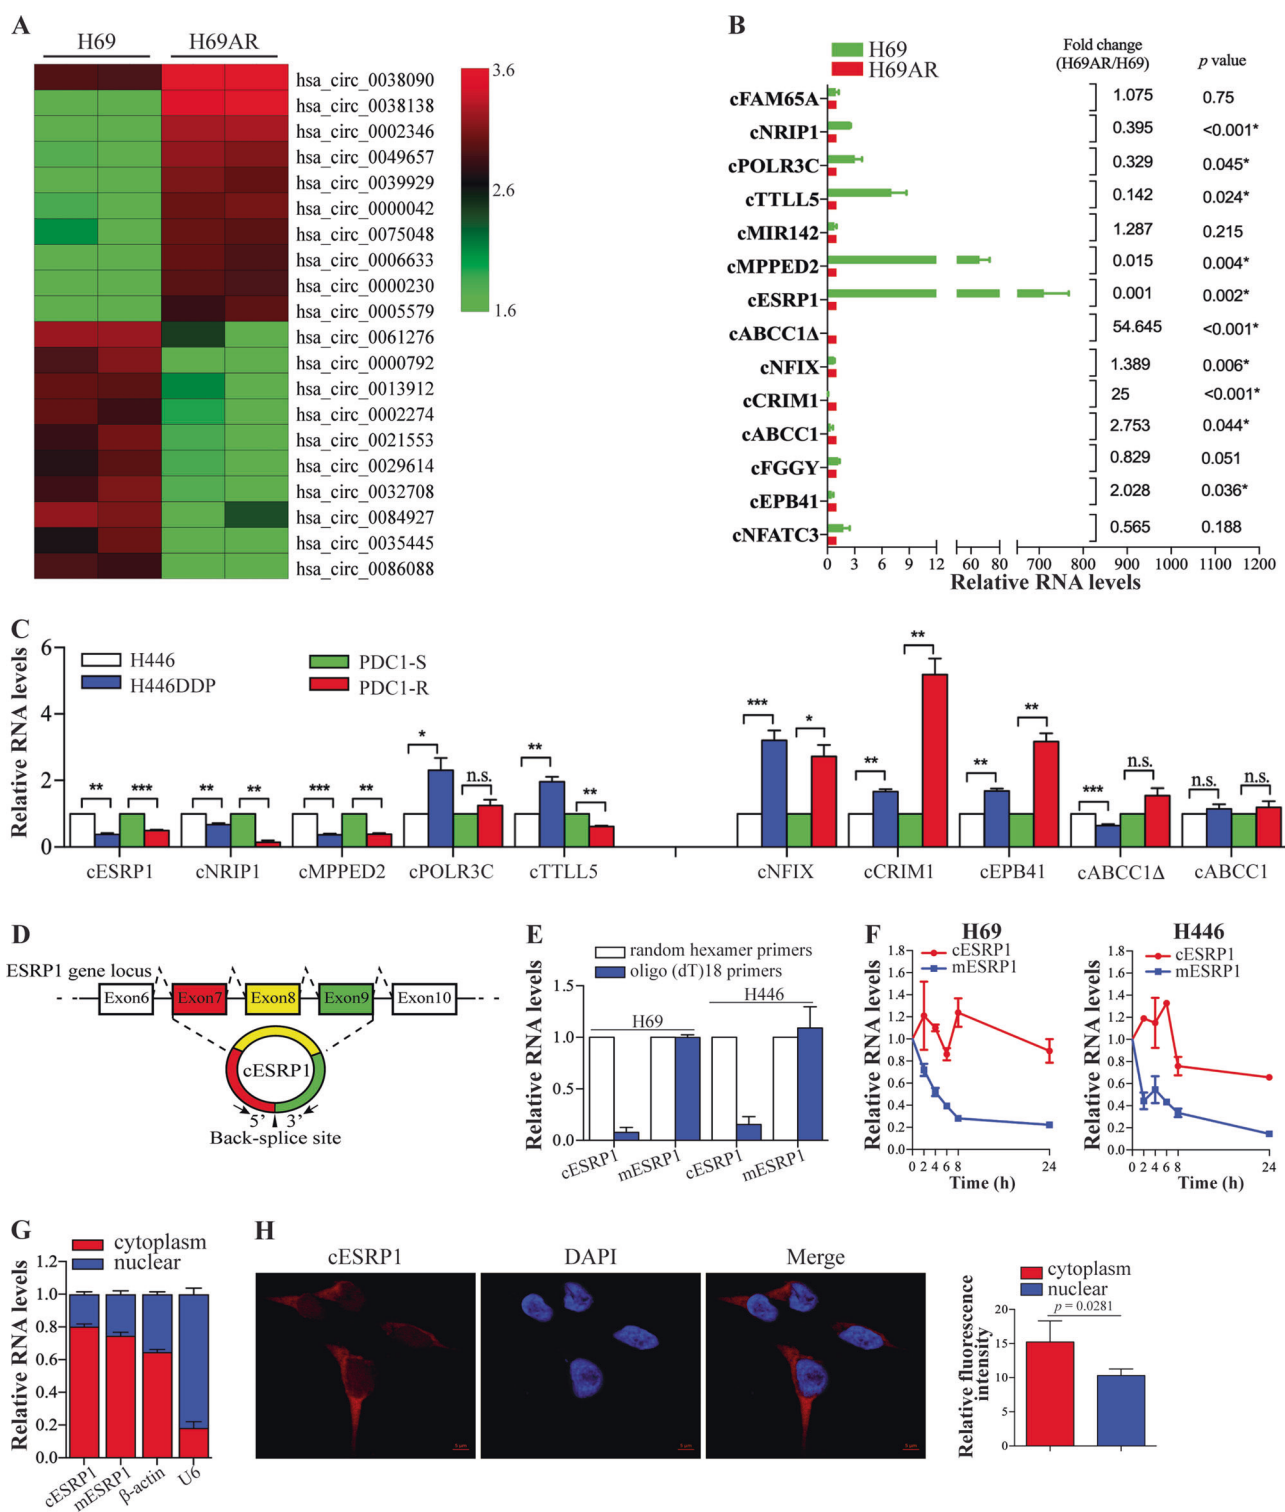 A
H69 H69AR
hsa_circ_0038090
hsa_circ_0038138
hsa_circ_0002346
hsa_circ_0049657
hsa_circ_0039929
hsa_circ_0000042
hsa_circ_0075048
hsa_circ_0006633
hsa_circ_0000230
hsa_circ_0005579
hsa_circ_0061276
hsa_circ_0000792
hsa_circ_0013912
hsa_circ_0002274
hsa_circ_0021553
hsa_circ_0029614
hsa_circ_0032708
hsa_circ_0084927
hsa_circ_0035445
hsa_circ_0086088
3.6
2.6
1.6
B
H69
H69AR
Fold change
(H69AR/H69)
p value
cFAM65A 1.075 0.75
cNRIP1 0.395 <0.001*
cPOLR3C 0.329 0.045*
cTTLL5 0.142 0.024*
cMIR142 1.287 0.215
cMPPED2 0.015 0.004*
cESRP1 0.001 0.002*
cABCC1Δ 54.645 <0.001*
cNFIX 1.389 0.006*
cCRIM1 25 <0.001*
cABCC1 2.753 0.044*
cFGGY 0.829 0.051
cEPB41 2.028 0.036*
cNFATC3 0.565 0.188
0 3 6 9 12 60 80 700 800 900 1000 1100 1200
Relative RNA levels
C
Relative RNA levels
6
4
2
0
H446
H446DDP
PDC1-S
PDC1-R
** *** ** ** *** ** * n.s. ** ** *** * ** ** ** ** *** n.s. n.s. n.s.
cESRP1 cNRIP1 cMPPED2 cPOLR3C cTTLL5 cNFIX cCRIM1 cEPB41 cABCC1Δ cABCC1
D
ESRP1 gene locus
Exon6 Exon7 Exon8 Exon9 Exon10
cESRP1
5’ 3’
Back-splice site
E
random hexamer primers
oligo (dT)18 primers
Relative RNA levels
1.5
1.0
0.5
0.0
H69
H446
cESRP1 mESRP1 cESRP1 mESRP1
F
H69
cESRP1
mESRP1
Relative RNA levels
1.8
1.6
1.4
1.2
1.0
0.8
0.6
0.4
0.2
0.0
0 2 4 6 8 24
Time (h)
H446
cESRP1
mESRP1
Relative RNA levels
1.8
1.6
1.4
1.2
1.0
0.8
0.6
0.4
0.2
0.0
0 2 4 6 8 24
Time (h)
G
cytoplasm
nuclear
Relative RNA levels
1.2
1.0
0.8
0.6
0.4
0.2
0.0
cESRP1 mESRP1 β-actin U6
H
cESRP1 DAPI Merge
5 μm 5 μm 5 μm
cytoplasm
nuclear
p = 0.0281
Relative fluorescence
intensity
20
15
10
5
0